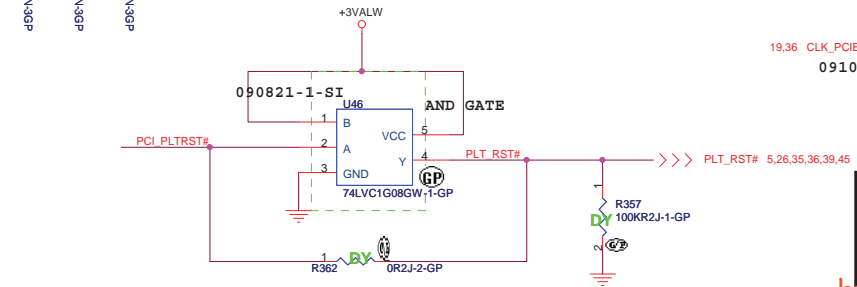 N-3GP
N-3GP
N-3GP
+3VALW
19,36 CLK_PCIE
0910
090821-1-SI
U46
AND GATE
1
B
VCC
5
PCI_PLTRST#
2
A
Y
4
PLT_RST#
PLT_RST# 5,26,35,36,39,45
3
GND
GP
74LVC1G08GW-1-GP
1
R357
DY
100KR2J-1-GP
2
G/P
1
DY
R362
0R2J-2-GP